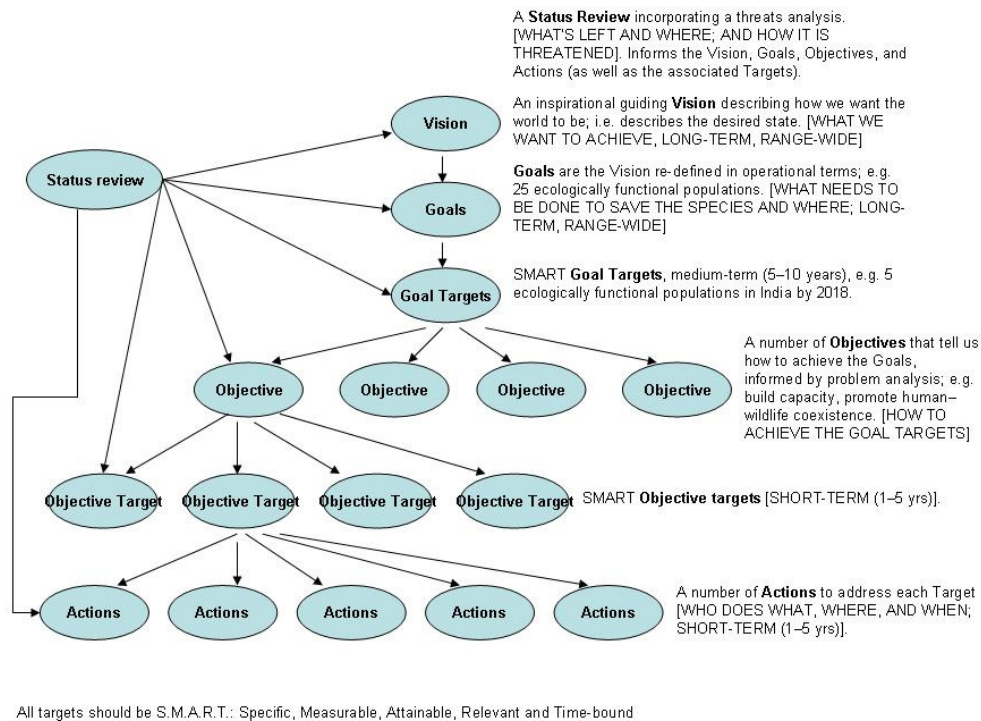 A Status Review incorporating a threats analysis.
[WHAT'S LEFT AND WHERE; AND HOW IT IS
THREATENED]. Informs the Vision, Goals, Objectives, and
Actions (as well as the associated Targets).
Vision
An inspirational guiding Vision describing how we want the
world to be; i.e. describes the desired state. [WHAT WE
WANT TO ACHIEVE, LONG-TERM, RANGE-WIDE]
Status review
Goals
Goals are the Vision re-defined in operational terms; e.g.
25 ecologically functional populations. [WHAT NEEDS TO
BE DONE TO SAVE THE SPECIES AND WHERE; LONG-
TERM, RANGE-WIDE]
Goal Targets
SMART Goal Targets, medium-term (5–10 years), e.g. 5
ecologically functional populations in India by 2018.
Objective
Objective
Objective
Objective
A number of Objectives that tell us
how to achieve the Goals,
informed by problem analysis; e.g.
build capacity, promote human–
wildlife coexistence. [HOW TO
ACHIEVE THE GOAL TARGETS]
Objective Target
Objective Target
Objective Target
Objective Target
SMART Objective targets [SHORT-TERM (1–5 yrs)].
Actions
Actions
Actions
Actions
Actions
A number of Actions to address each Target
[WHO DOES WHAT, WHERE, AND WHEN;
SHORT-TERM (1–5 yrs)].
All targets should be S.M.A.R.T.: Specific, Measurable, Attainable, Relevant and Time-bound